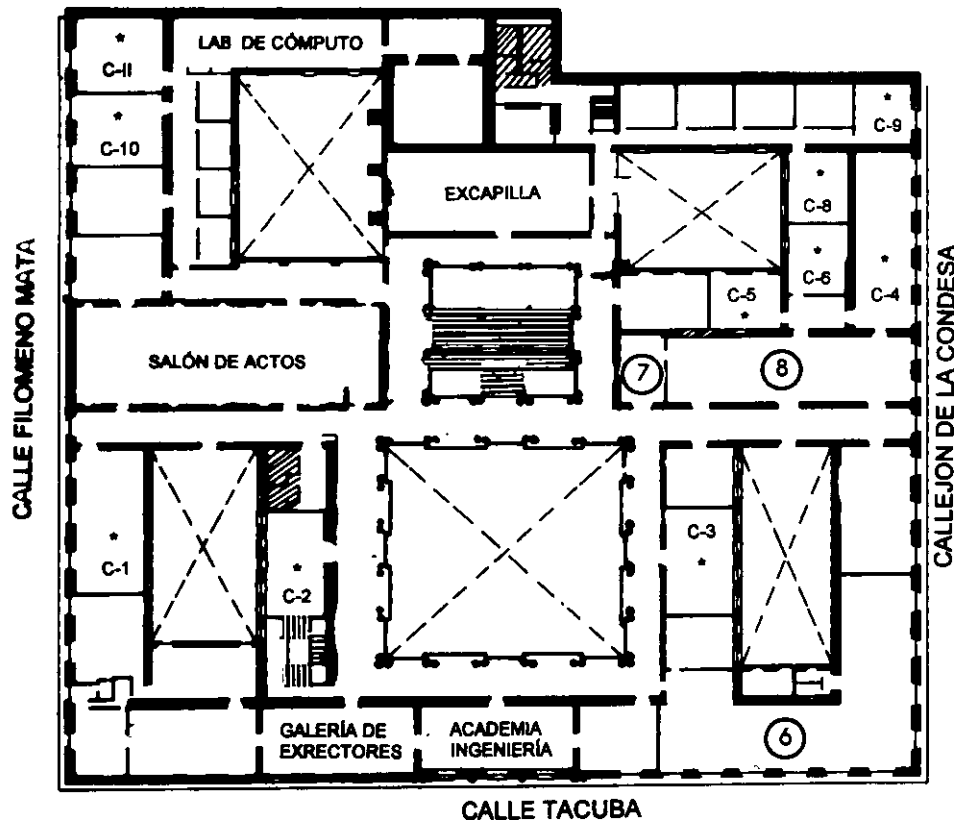 LAB DE CÓMPUTO
*
C-II
*
C-10
*
C-9
EXCAPILLA
*
C-8
*
C-6
*
C-4
C-5
*
CALLE FILOMENO MATA
SALÓN DE ACTOS
7
8
CALLEJON DE LA CONDESA
*
C-1
*
C-2
C-3
*
GALERÍA DE
EXRECTORES
ACADEMIA
INGENIERÍA
6
CALLE TACUBA